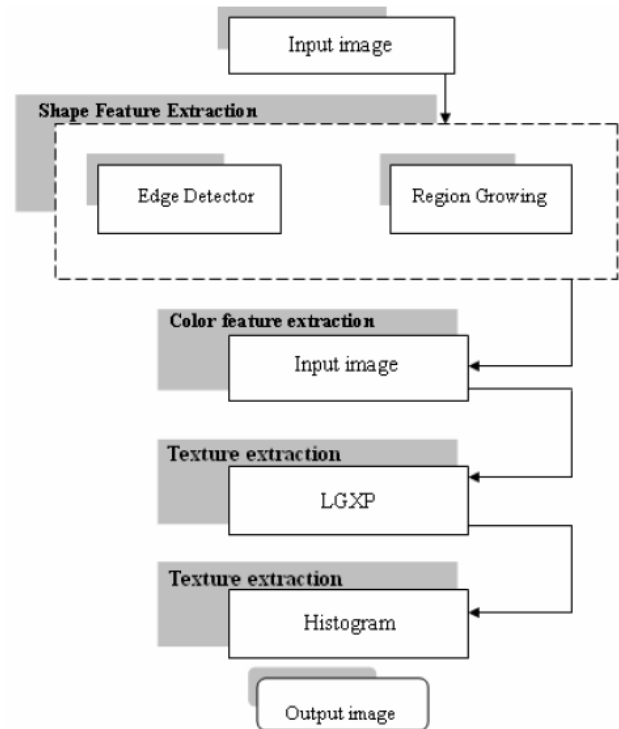 Input image
Shape Feature Extraction
Edge Detector
Region Growing
Color feature extraction
Input image
Texture extraction
LGXP
Texture extraction
Histogram
Output image